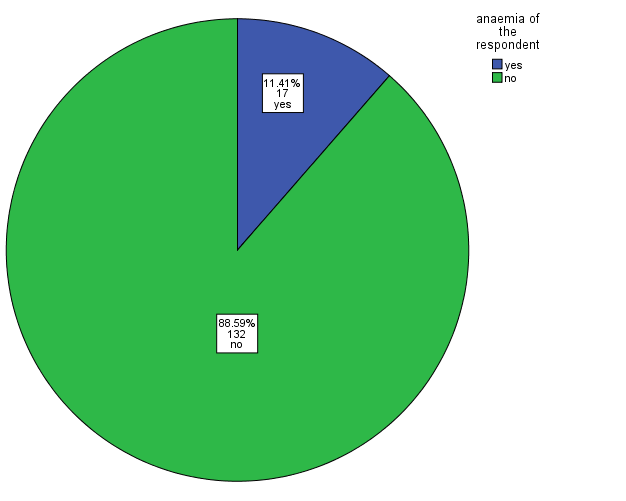 anaemia of
the
respondent
yes
no
11.41%
17
yes
88.59%
132
no